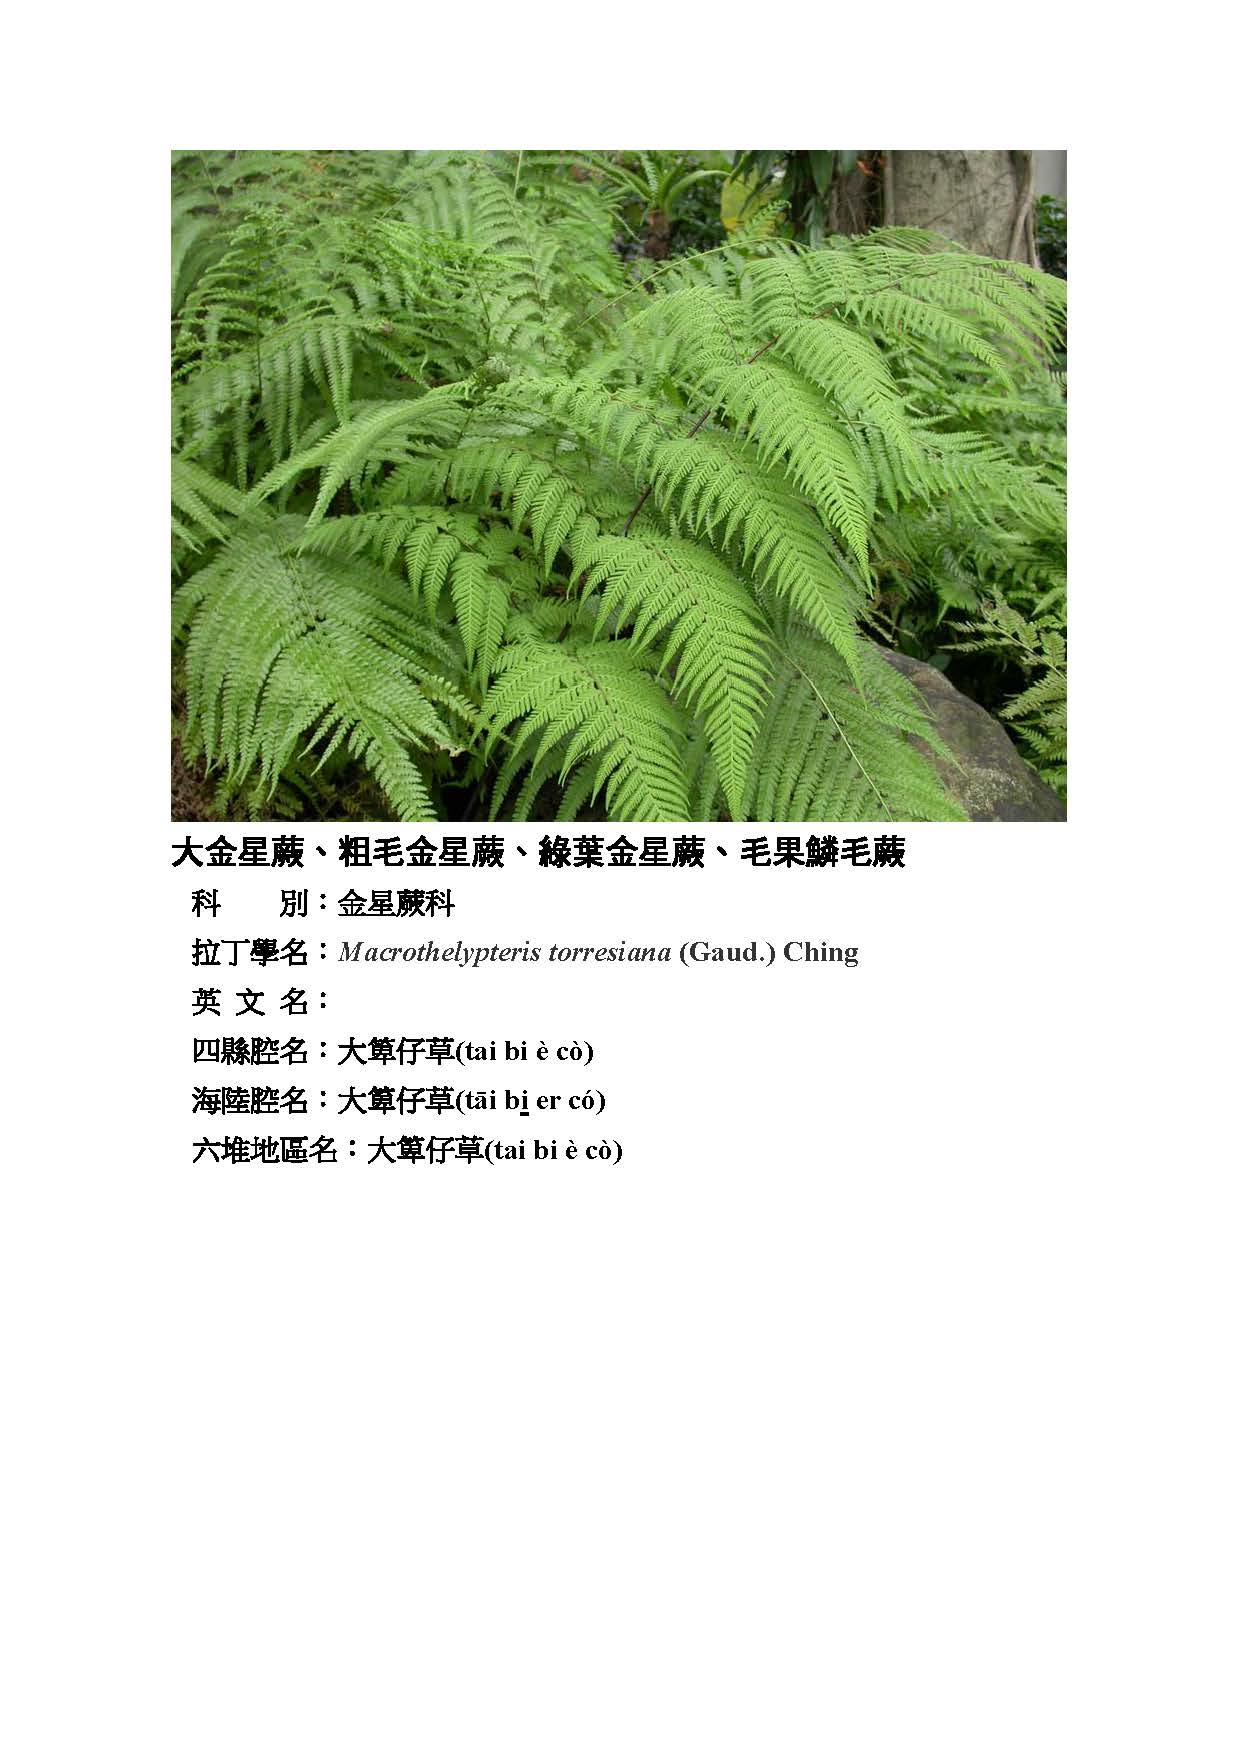 大金星蕨、粗毛金星蕨、綠葉金星蕨、毛果鱗毛蕨
科　　別：金星蕨科
拉丁學名：Macrothelypteris torresiana (Gaud.) Ching
英 文 名：
四縣腔名：大箄仔草(tai bi è cò)
海陸腔名：大箄仔草(tāi bi er có)
六堆地區名：大箄仔草(tai bi è cò)